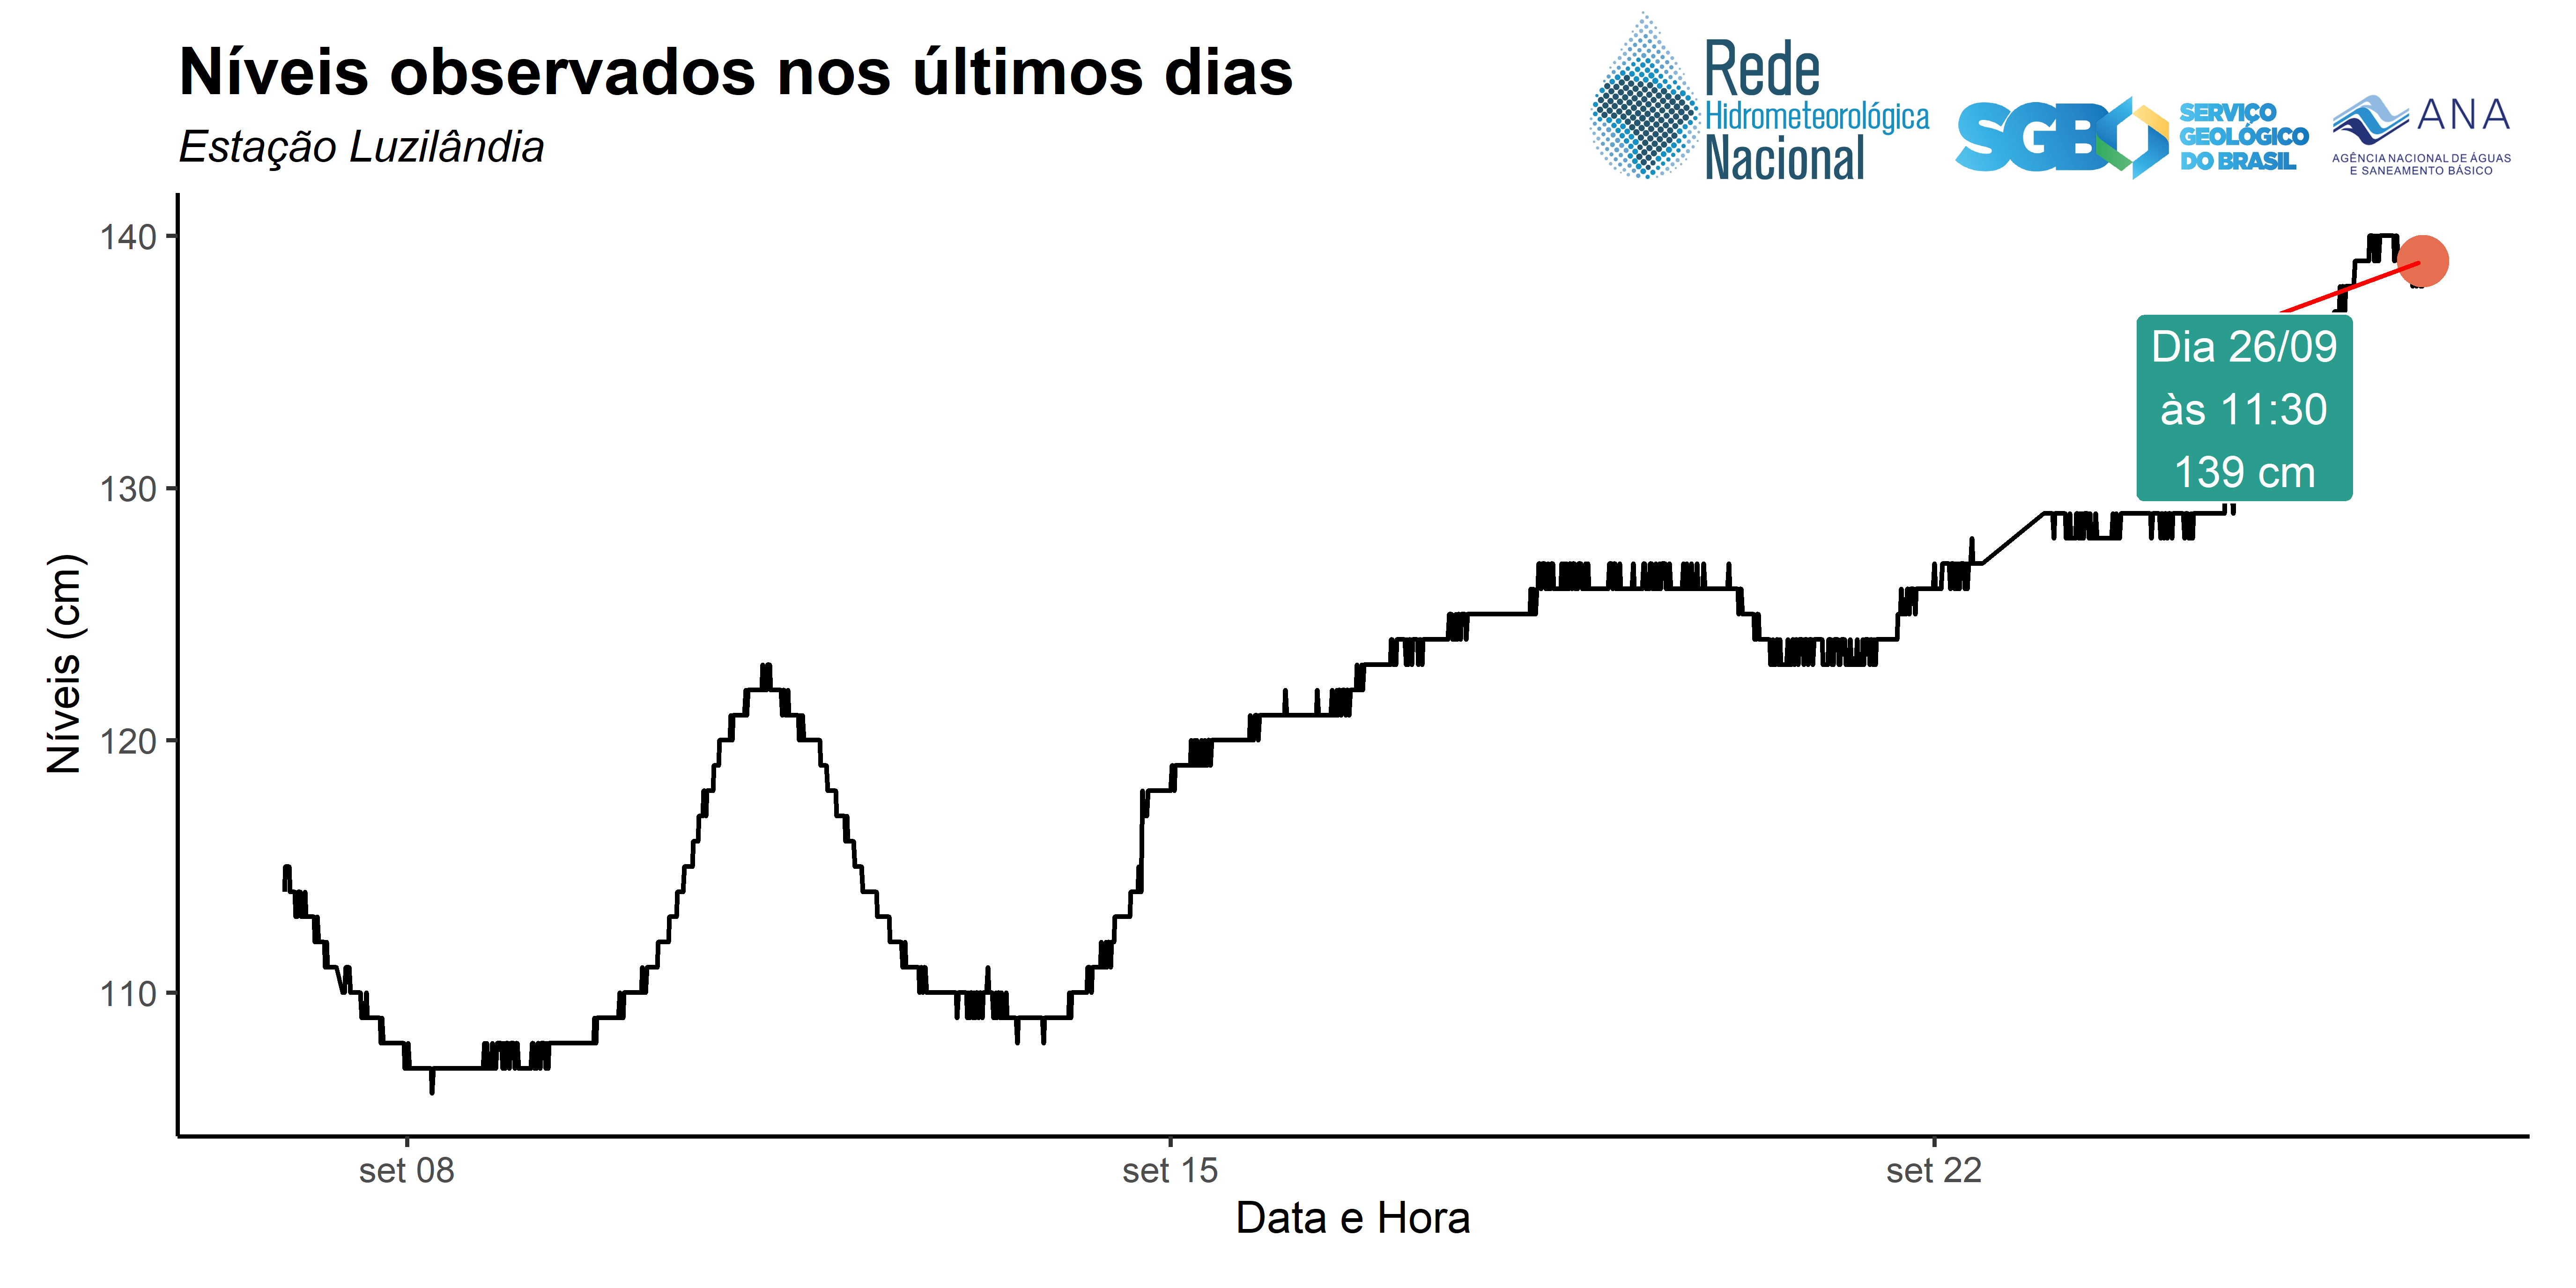 Níveis observados nos últimos dias
Estação Luzilândia
Rede
Hidrometeorológica
Nacional
SGB
SERVIÇO
GEOLÓGICO
DO BRASIL
ANA
AGÊNCIA NACIONAL DE ÁGUAS
E SANEAMENTO BÁSICO
Níveis (cm)
140
130
120
110
Dia 26/09
às 11:30
139 cm
set 08
set 15
set 22
Data e Hora